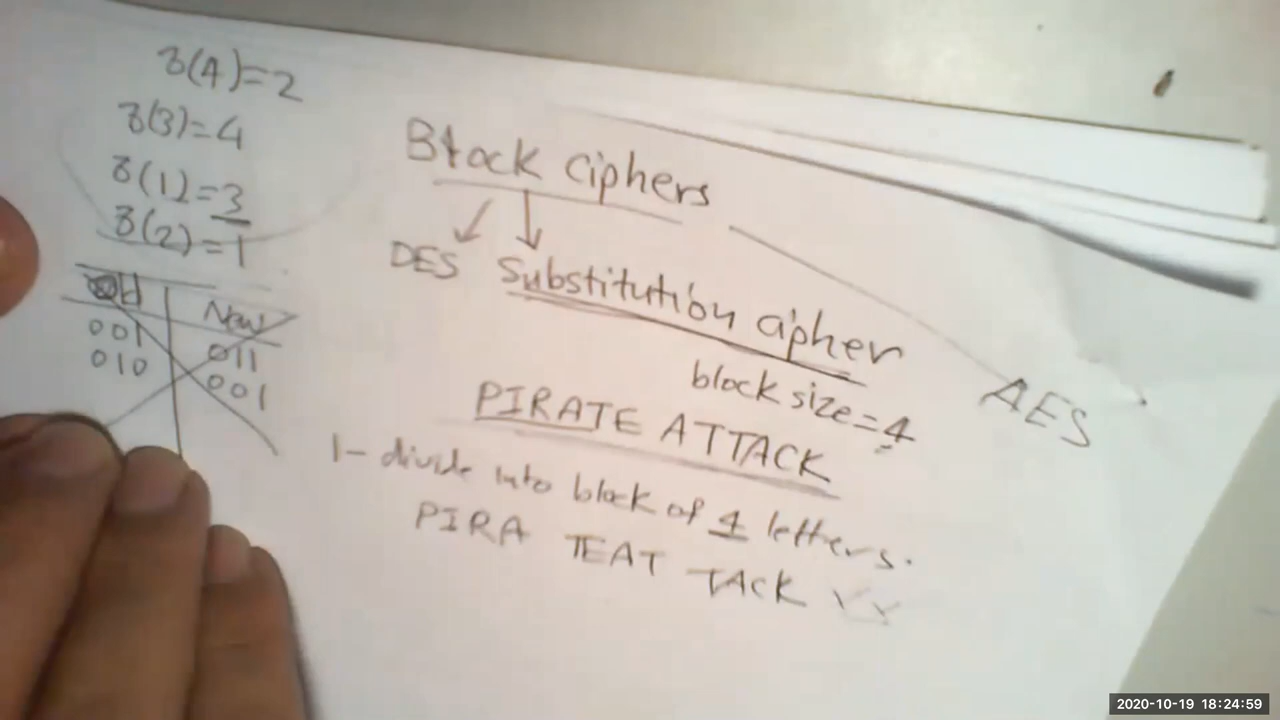 3(4)=2
3(3)=4
3(1)=3
3(2)=1
Old New
001 011
010 001
Block ciphers
DES Substitution cipher AES
block size=4
PIRATE ATTACK
1- divide into block of 4 letters.
PIRA TEAT TACK
2020-10-19 18:24:59